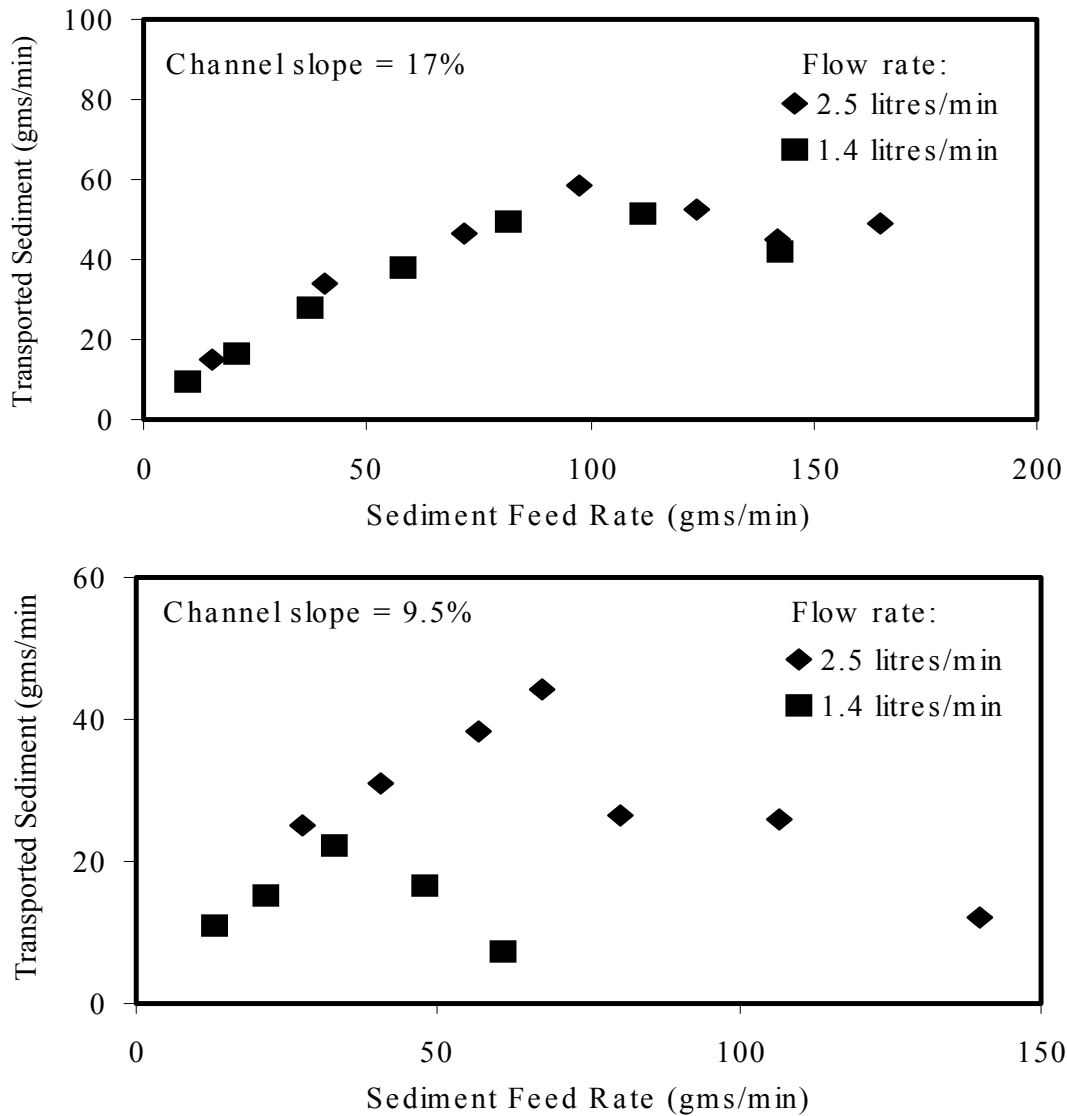 100
80
60
40
20
0
Transported Sediment (gms/min)
Channel slope = 17%
Flow rate:
2.5 litres/min
1.4 litres/min
0 50 100 150 200
Sediment Feed Rate (gms/min)
60
40
20
0
Transported Sediment (gms/min
Channel slope = 9.5%
Flow rate:
2.5 litres/min
1.4 litres/min
0 50 100 150
Sediment Feed Rate (gms/min)